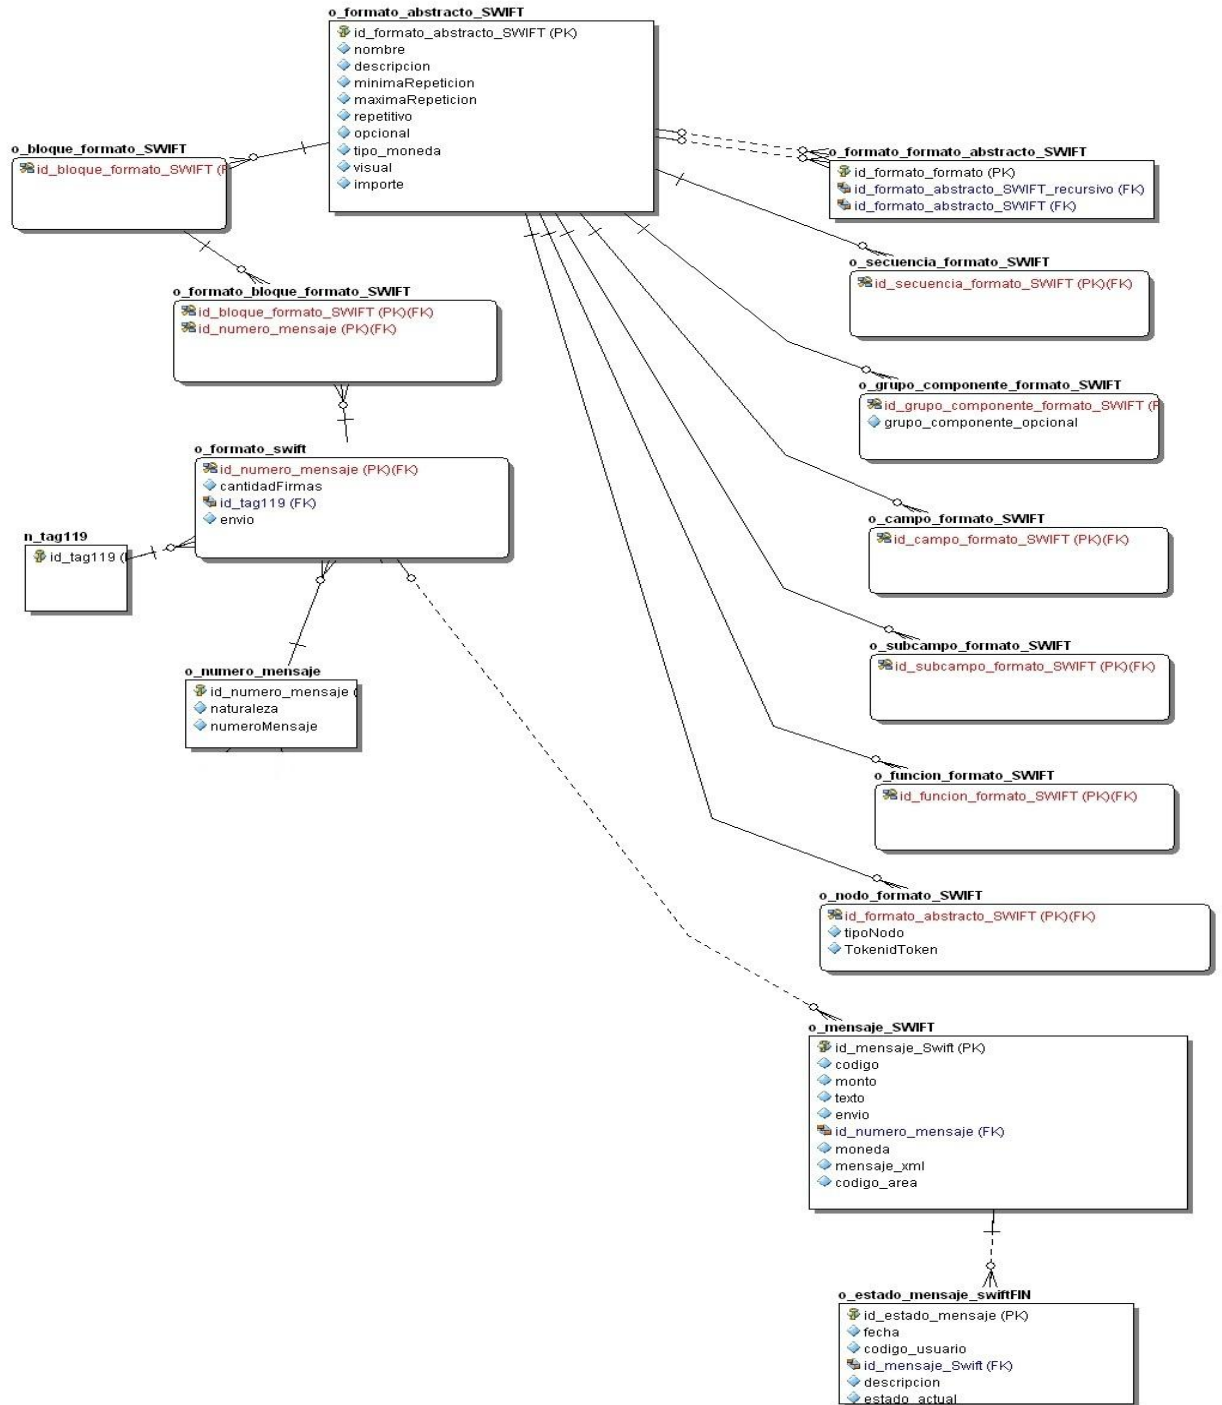 o_formato_abstracto_SWIFT
id_formato_abstracto_SWIFT (PK)
nombre
descripcion
minimaRepeticion
maximaRepeticion
repetitivo
opcional
tipo_moneda
visual
importe
o_bloque_formato_SWIFT
id_bloque_formato_SWIFT (P
o_formato_formato_abstracto_SWIFT
id_formato_formato (PK)
id_formato_abstracto_SWIFT_recursivo (FK)
id_formato_abstracto_SWIFT (FK)
o_secuencia_formato_SWIFT
id_secuencia_formato_SWIFT (PK)(FK)
o_formato_bloque_formato_SWIFT
id_bloque_formato_SWIFT (PK)(FK)
id_numero_mensaje (PK)(FK)
o_grupo_componente_formato_SWIFT
id_grupo_componente_formato_SWIFT (P
grupo_componente_opcional
o_formato_swift
id_numero_mensaje (PK)(FK)
cantidadFirmas
id_tag119 (FK)
envio
o_campo_formato_SWIFT
id_campo_formato_SWIFT (PK)(FK)
n_tag119
id_tag119 (
o_subcampo_formato_SWIFT
id_subcampo_formato_SWIFT (PK)(FK)
o_numero_mensaje
id_numero_mensaje (
naturaleza
numeroMensaje
o_funcion_formato_SWIFT
id_funcion_formato_SWIFT (PK)(FK)
o_nodo_formato_SWIFT
id_formato_abstracto_SWIFT (PK)(FK)
tipoNodo
TokenidToken
o_mensaje_SWIFT
id_mensaje_Swift (PK)
codigo
monto
texto
envio
id_numero_mensaje (FK)
moneda
mensaje_xml
codigo_area
o_estado_mensaje_swiftFIN
id_estado_mensaje (PK)
fecha
codigo_usuario
id_mensaje_Swift (FK)
descripcion
estado_actual